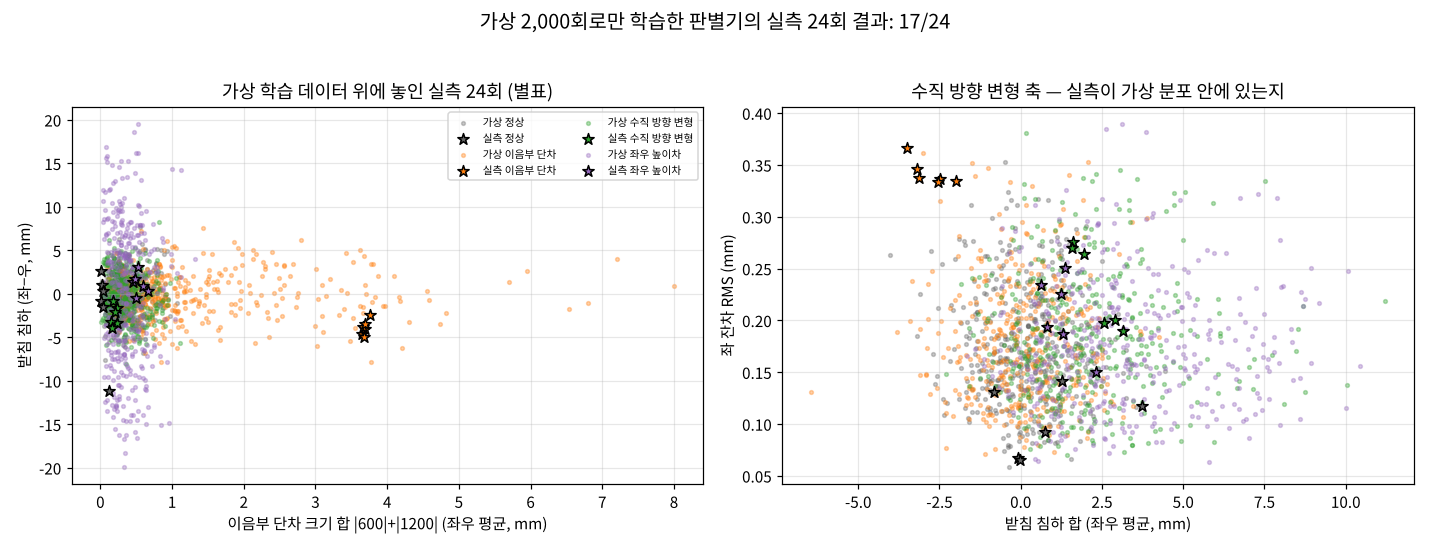 가상 2,000회로만 학습한 판별기의 실측 24회 결과: 17/24
가상 학습 데이터 위에 놓인 실측 24회 (별표)
받침 침하 (좌−우, mm)
20
15
10
5
0
-5
-10
-15
-20
가상 정상
실측 정상
가상 이음부 단차
실측 이음부 단차
가상 수직 방향 변형
실측 수직 방향 변형
가상 좌우 높이차
실측 좌우 높이차
0 1 2 3 4 5 6 7 8
이음부 단차 크기 합 |600|+|1200| (좌우 평균, mm)
수직 방향 변형 축 — 실측이 가상 분포 안에 있는지
좌 잔차 RMS (mm)
0.40
0.35
0.30
0.25
0.20
0.15
0.10
0.05
-5.0 -2.5 0.0 2.5 5.0 7.5 10.0
받침 침하 합 (좌우 평균, mm)